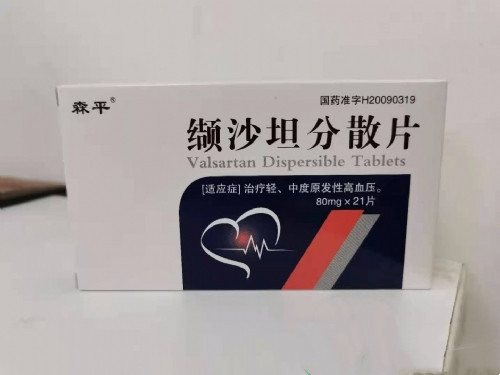 森平®
国药准字H20090319
缬沙坦分散片
Valsartan Dispersible Tablets
[适应症] 治疗轻、中度原发性高血压。
80mg×21片